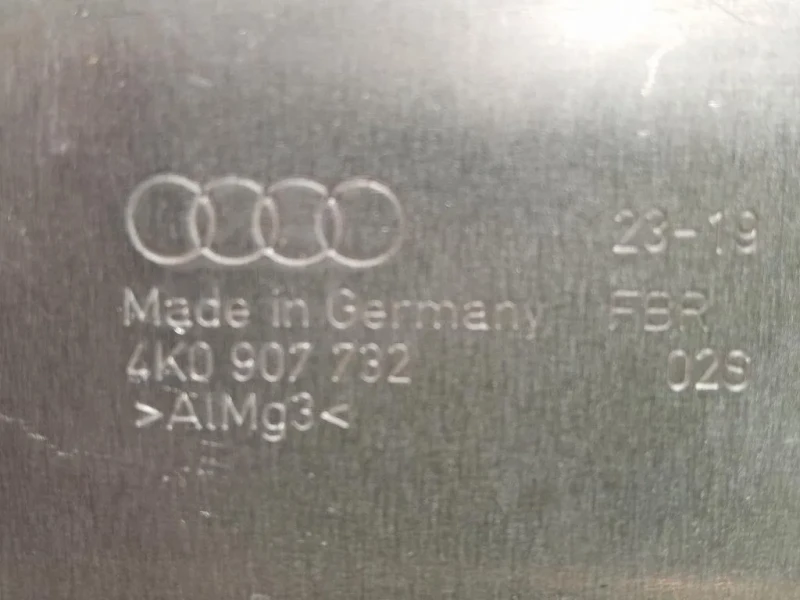 23-19
Made in Germany FBR
4K0 907 732 02S
>AlMg3<